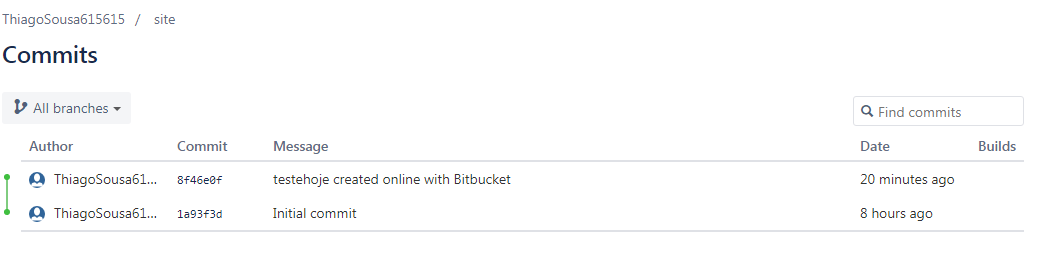 ThiagoSousa615615 / site
Commits
All branches
Find commits
Author Commit Message Date Builds
ThiagoSousa61... 8f46e0f testehoje created online with Bitbucket 20 minutes ago
ThiagoSousa61... 1a93f3d Initial commit 8 hours ago